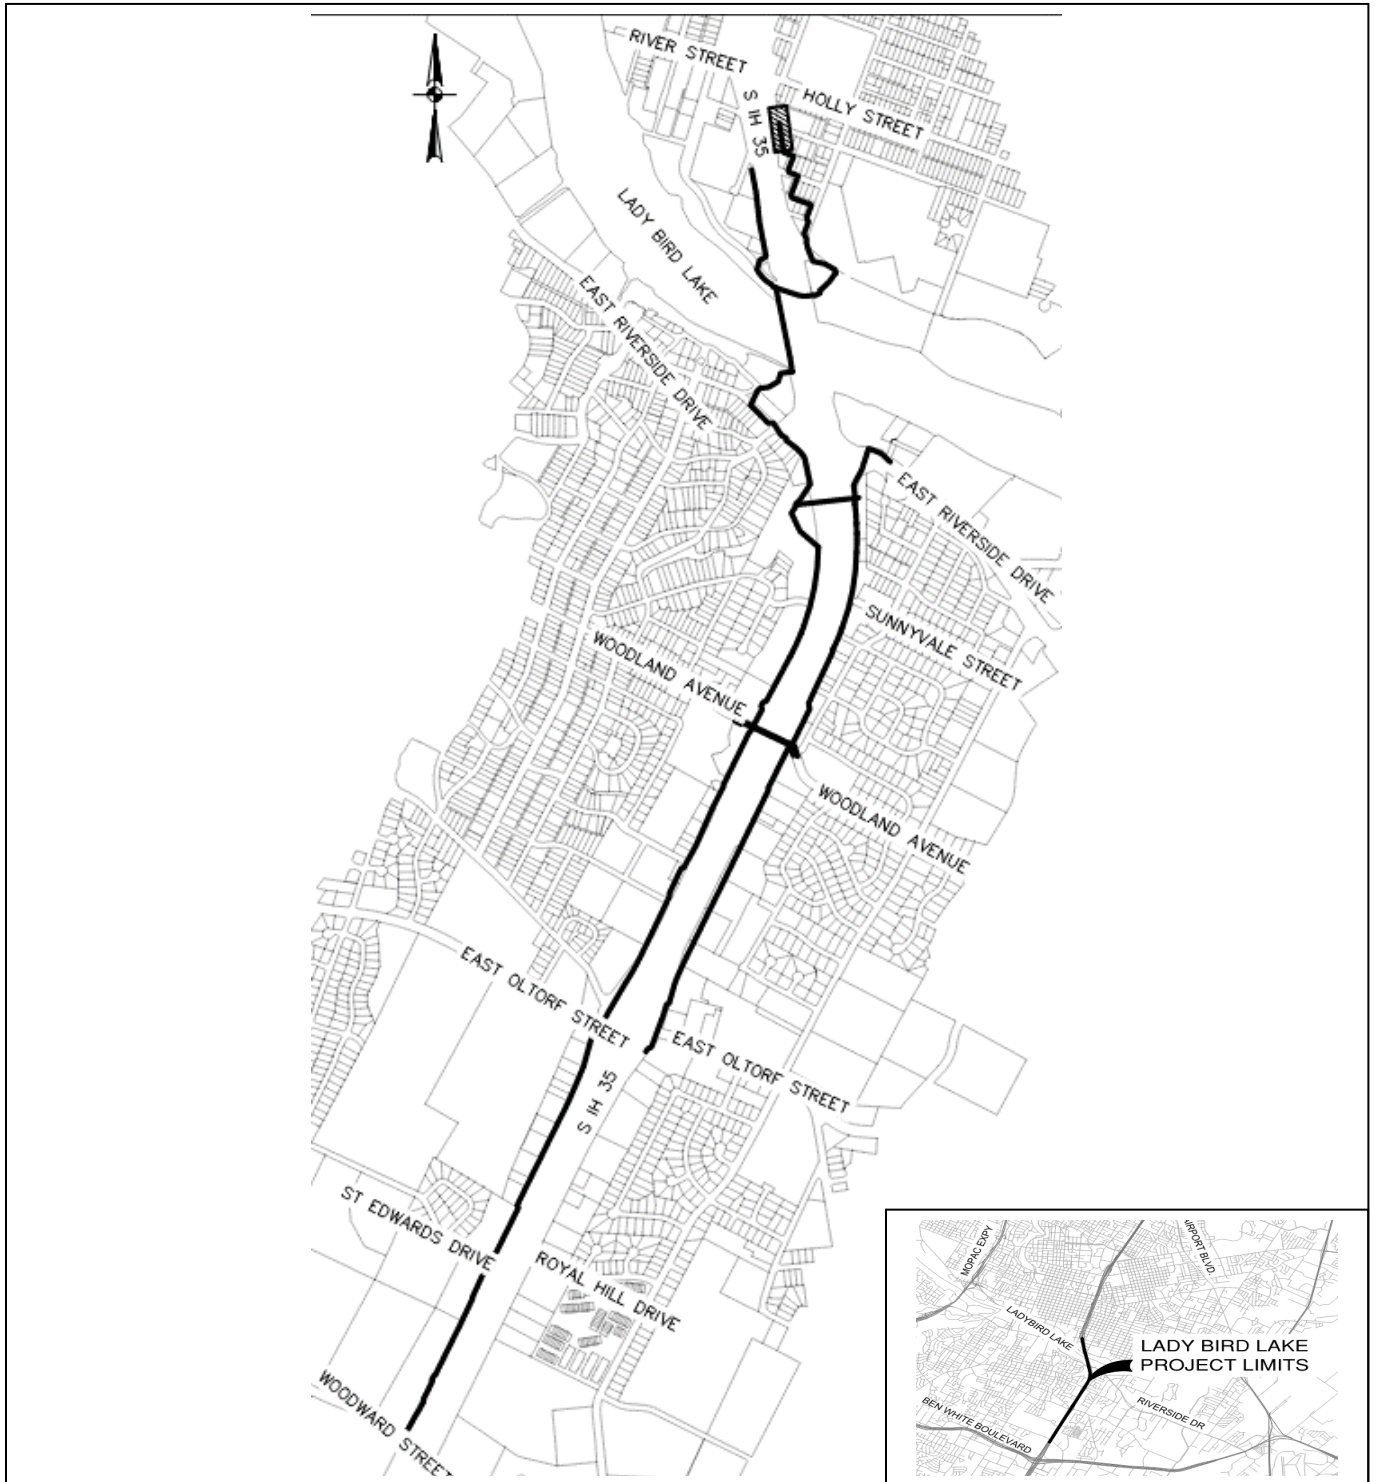 RIVER STREET
HOLLY STREET
S IH 35
LADY BIRD LAKE
EAST RIVERSIDE DRIVE
EAST RIVERSIDE DRIVE
SUNNYVALE STREET
WOODLAND AVENUE
WOODLAND AVENUE
EAST OLTORF STREET
EAST OLTORF STREET
S IH 35
ST EDWARDS DRIVE
ROYAL HILL DRIVE
WOODWARD STREET
MOPAC EXPY
IRPORT BLVD.
LADYBIRD LAKE
LADY BIRD LAKE
PROJECT LIMITS
RIVERSIDE DR
BEN WHITE BOULEVARD